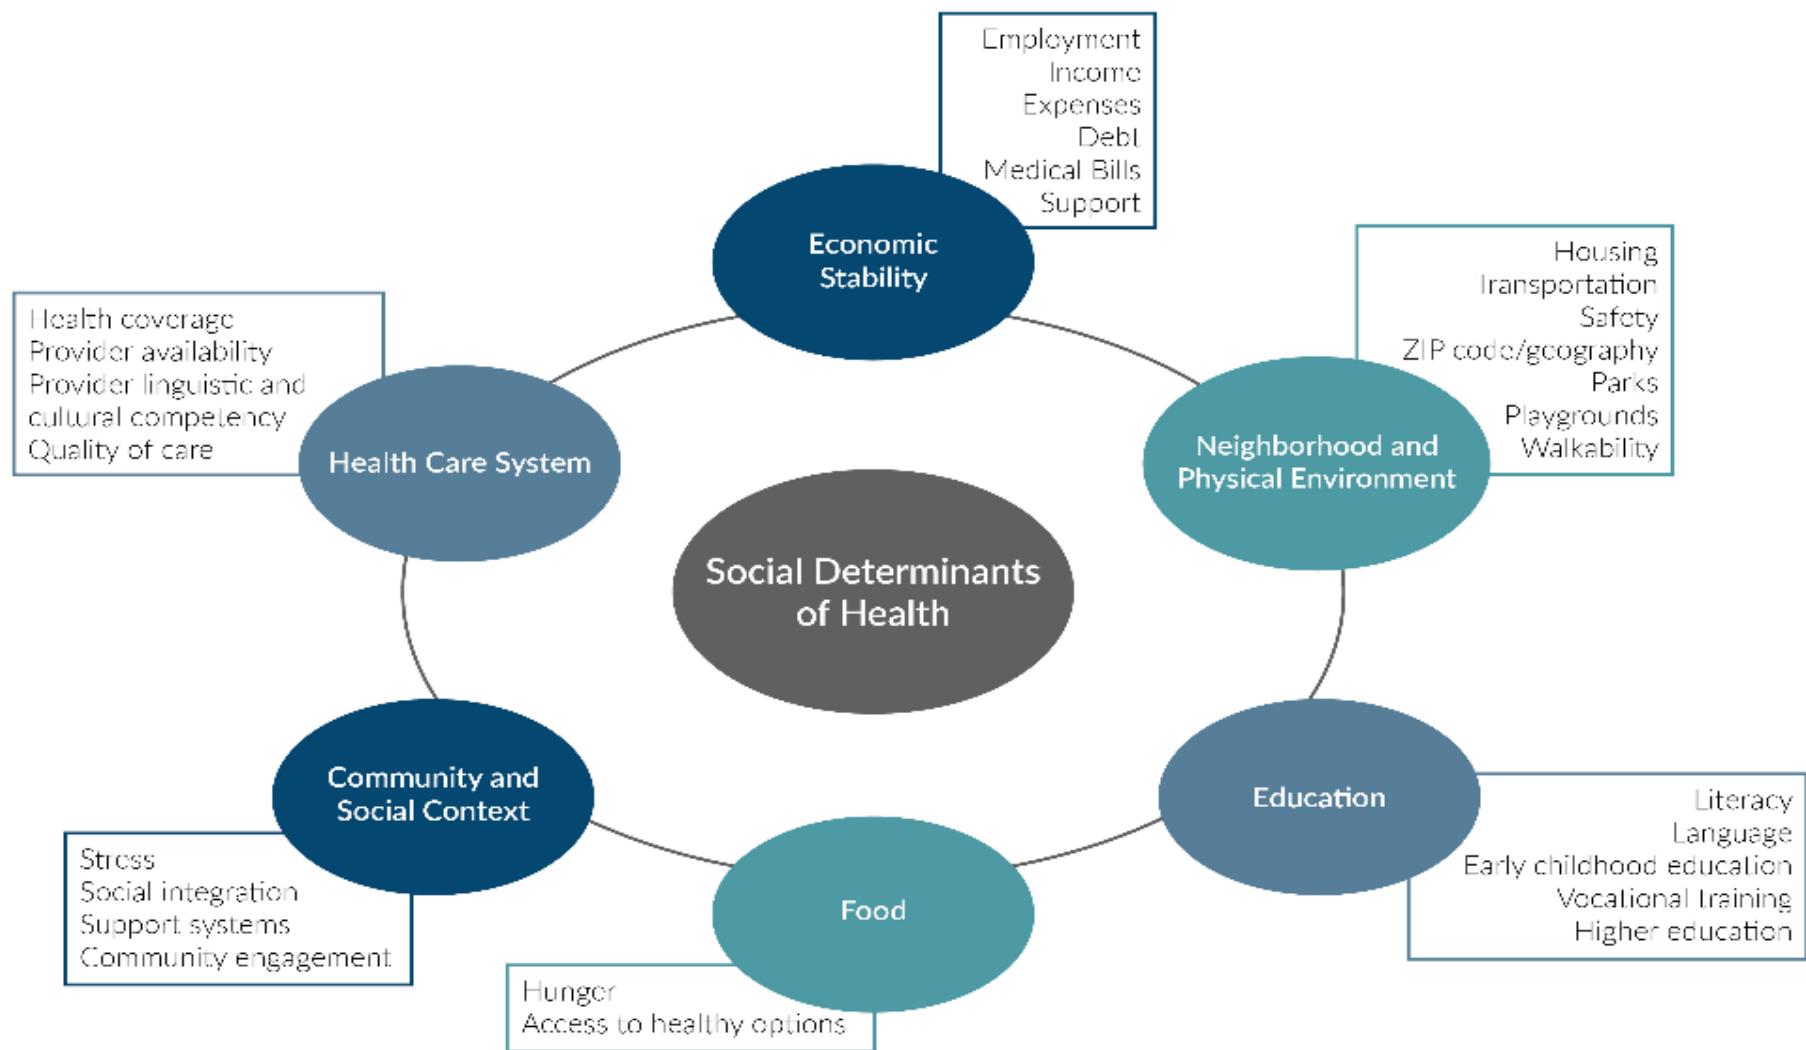 Employment
Income
Expenses
Debt
Medical Bills
Support
Economic
Stability
Housing
Transportation
Safety
ZIP code/geography
Parks
Playgrounds
Walkability
Neighborhood and
Physical Environment
Health coverage
Provider availability
Provider linguistic and
cultural competency
Quality of care
Health Care System
Social Determinants
of Health
Community and
Social Context
Stress
Social integration
Support systems
Community engagement
Education
Literacy
Language
Early childhood education
Vocational training
Higher education
Food
Hunger
Access to healthy options